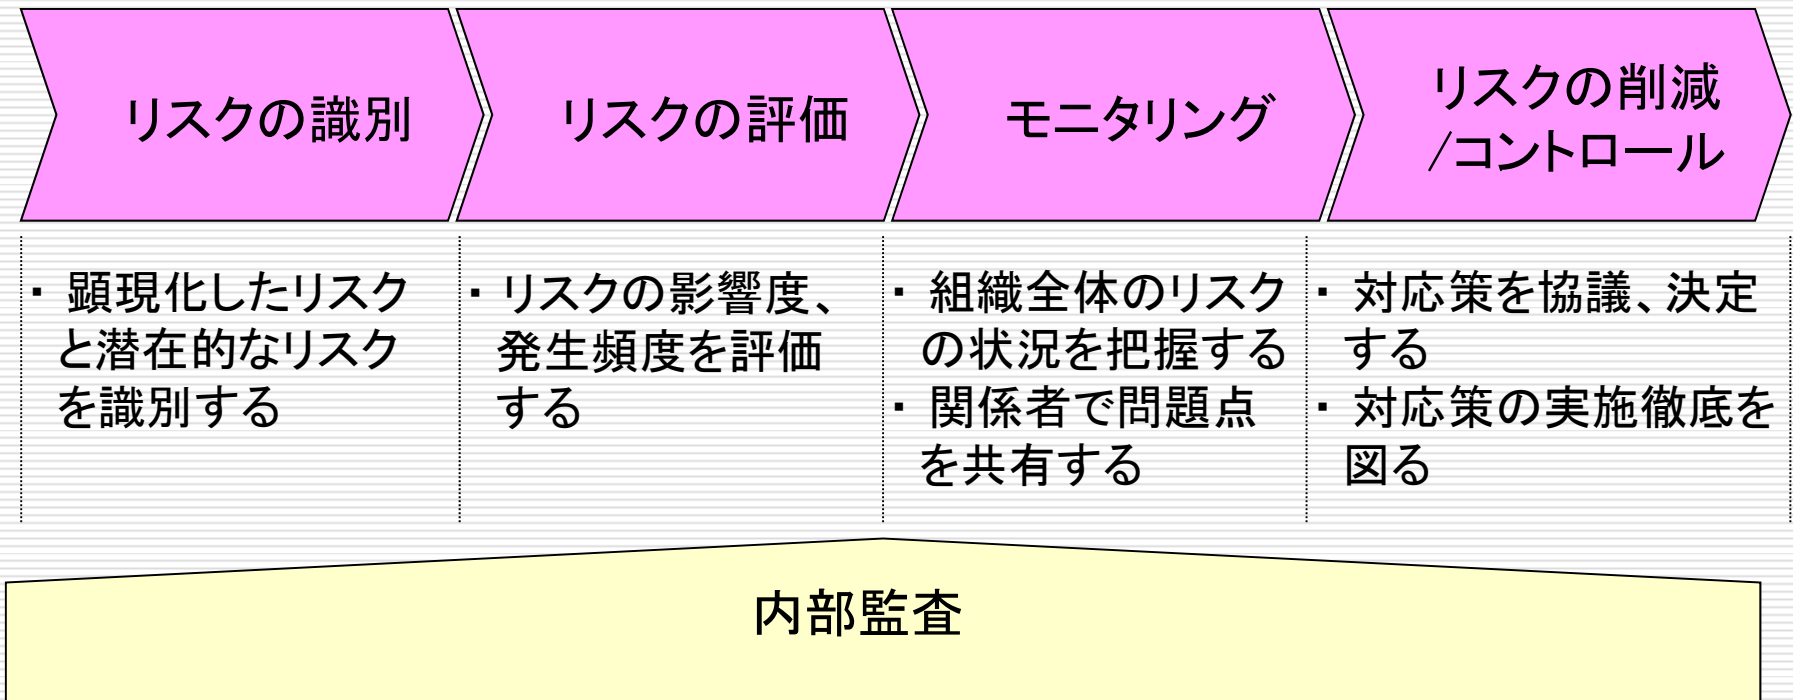 リスクの識別
リスクの評価
モニタリング
リスクの削減
/コントロール
・ 顕現化したリスク
と潜在的なリスク
を識別する
・ リスクの影響度、
発生頻度を評価
する
・ 組織全体のリスク
の状況を把握する
・ 関係者で問題点
を共有する
・ 対応策を協議、決定
する
・ 対応策の実施徹底を
図る
内部監査